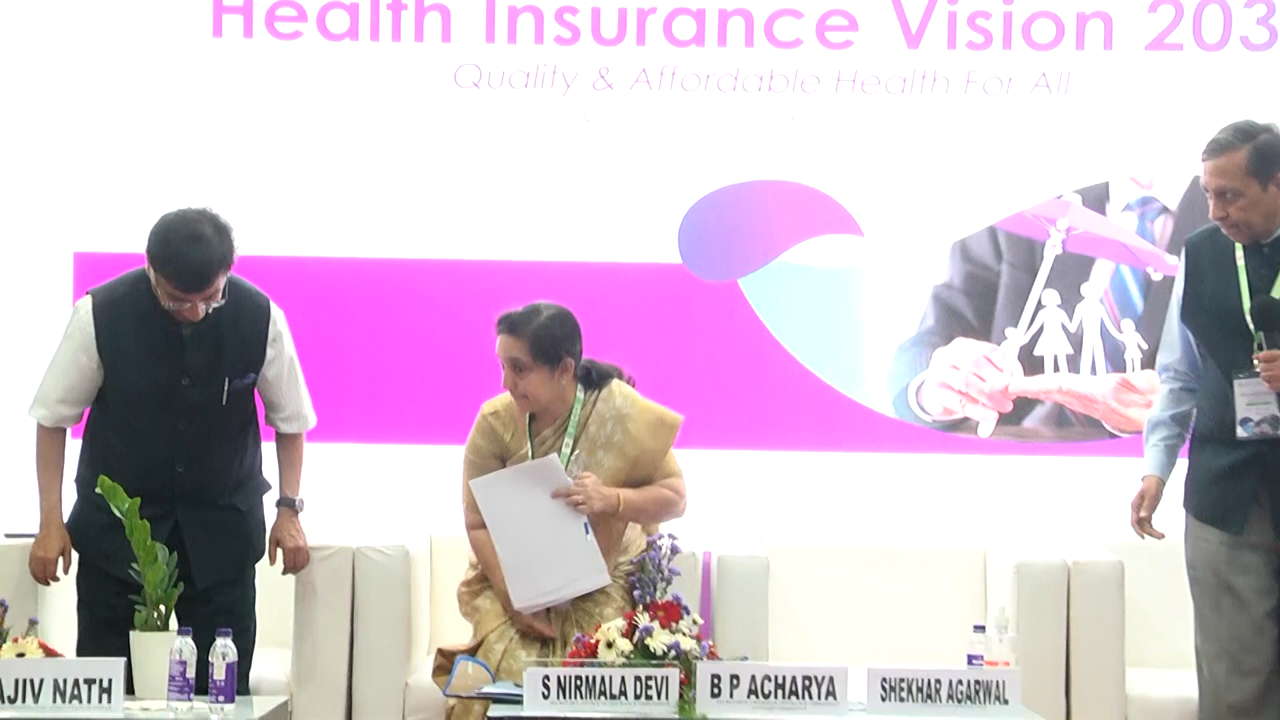 Health Insurance Vision 203
Quality & Affordable Health For All
AJIV NATH
S NIRMALA DEVI
B P ACHARYA
SHEKHAR AGARWAL